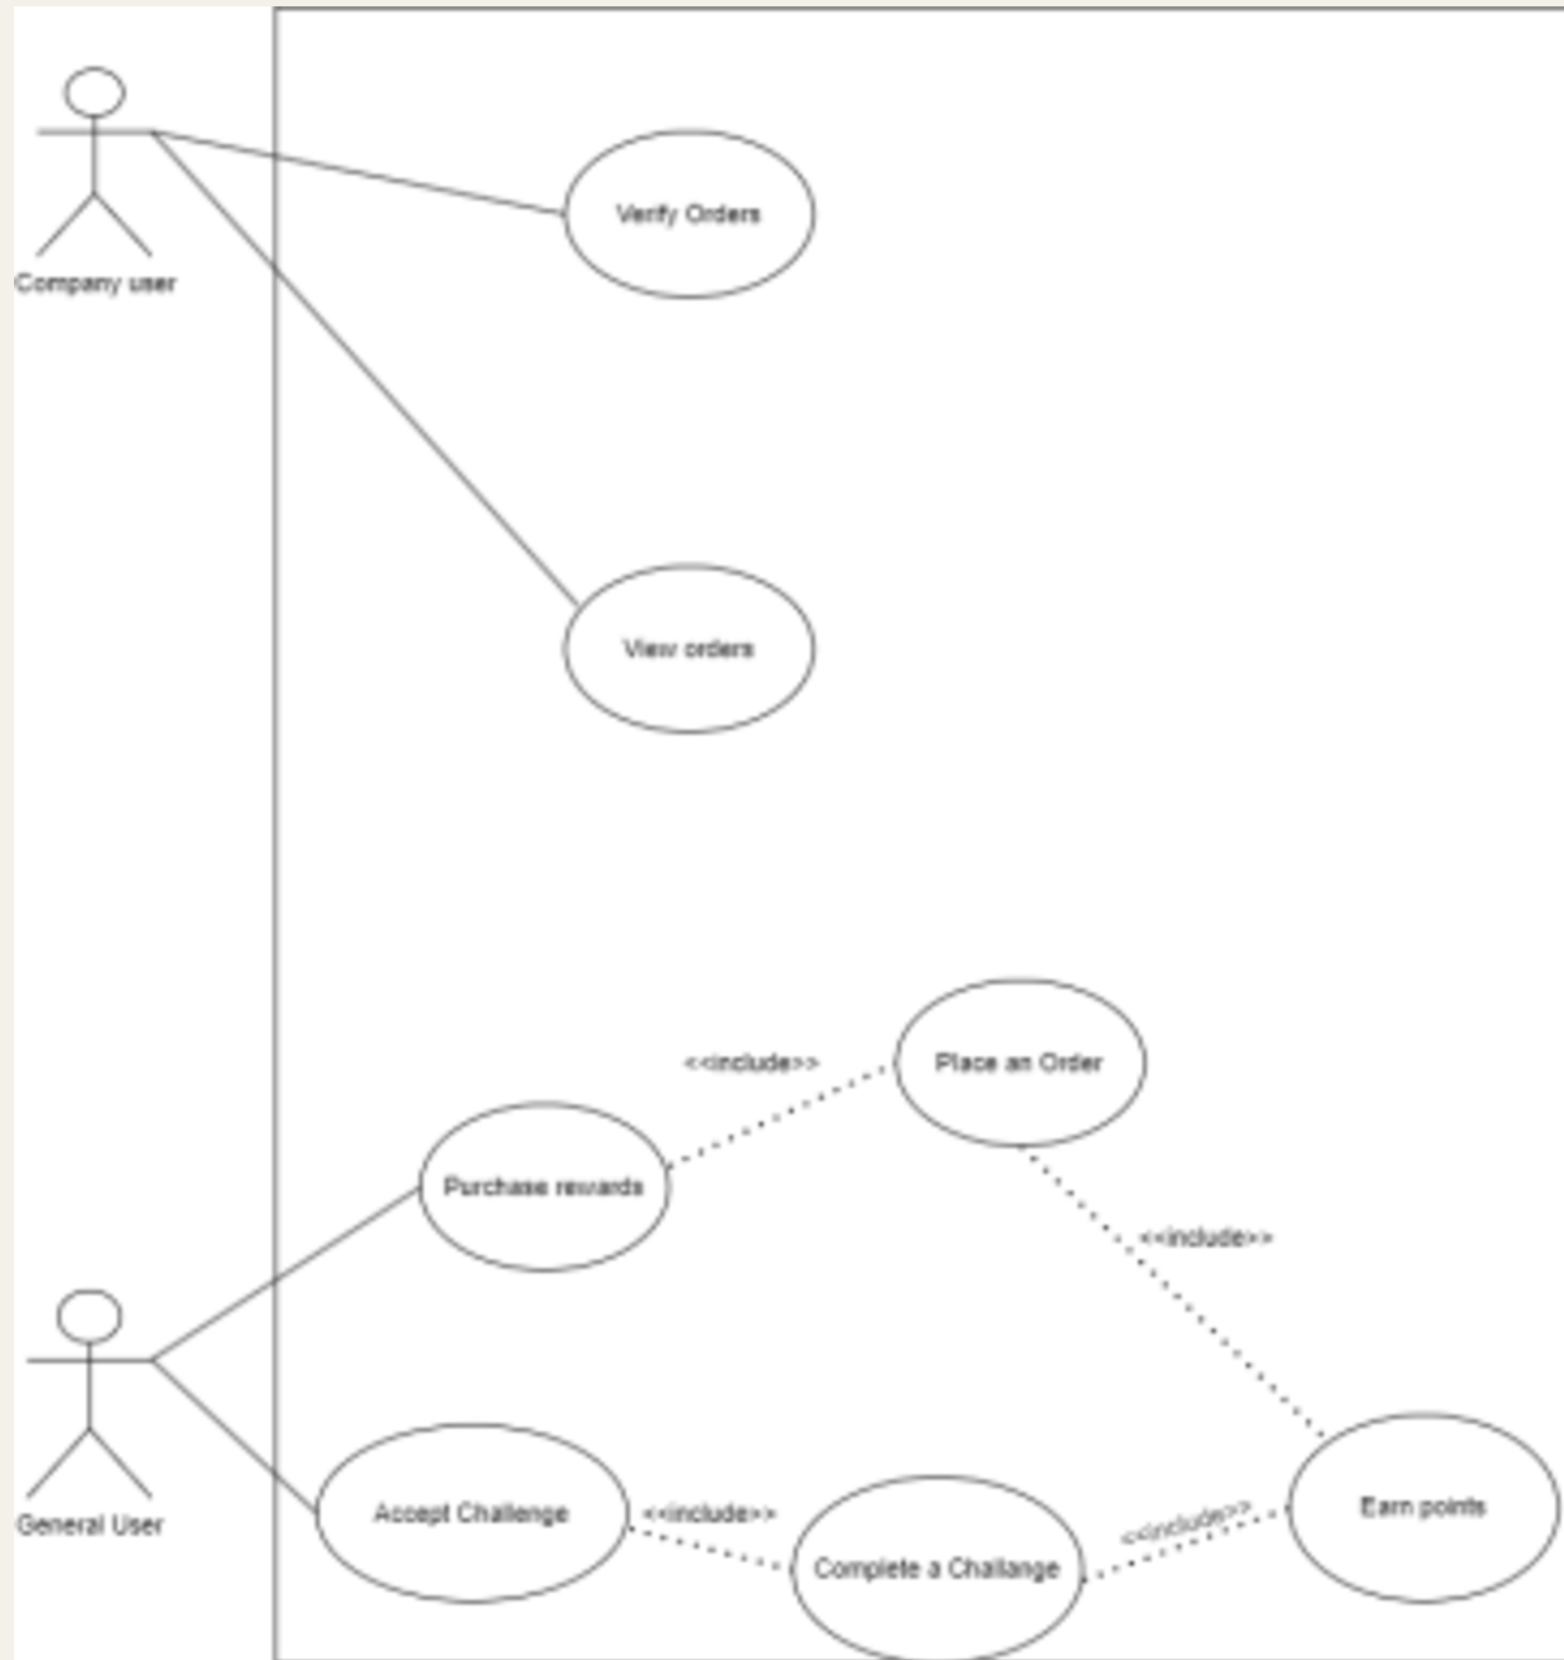 Verify Orders
Company user
View orders
<<include>>
Place an Order
Purchase rewards
<<include>>
Accept Challenge
<<include>>
<<include>>
Earn points
General User
Complete a Challange